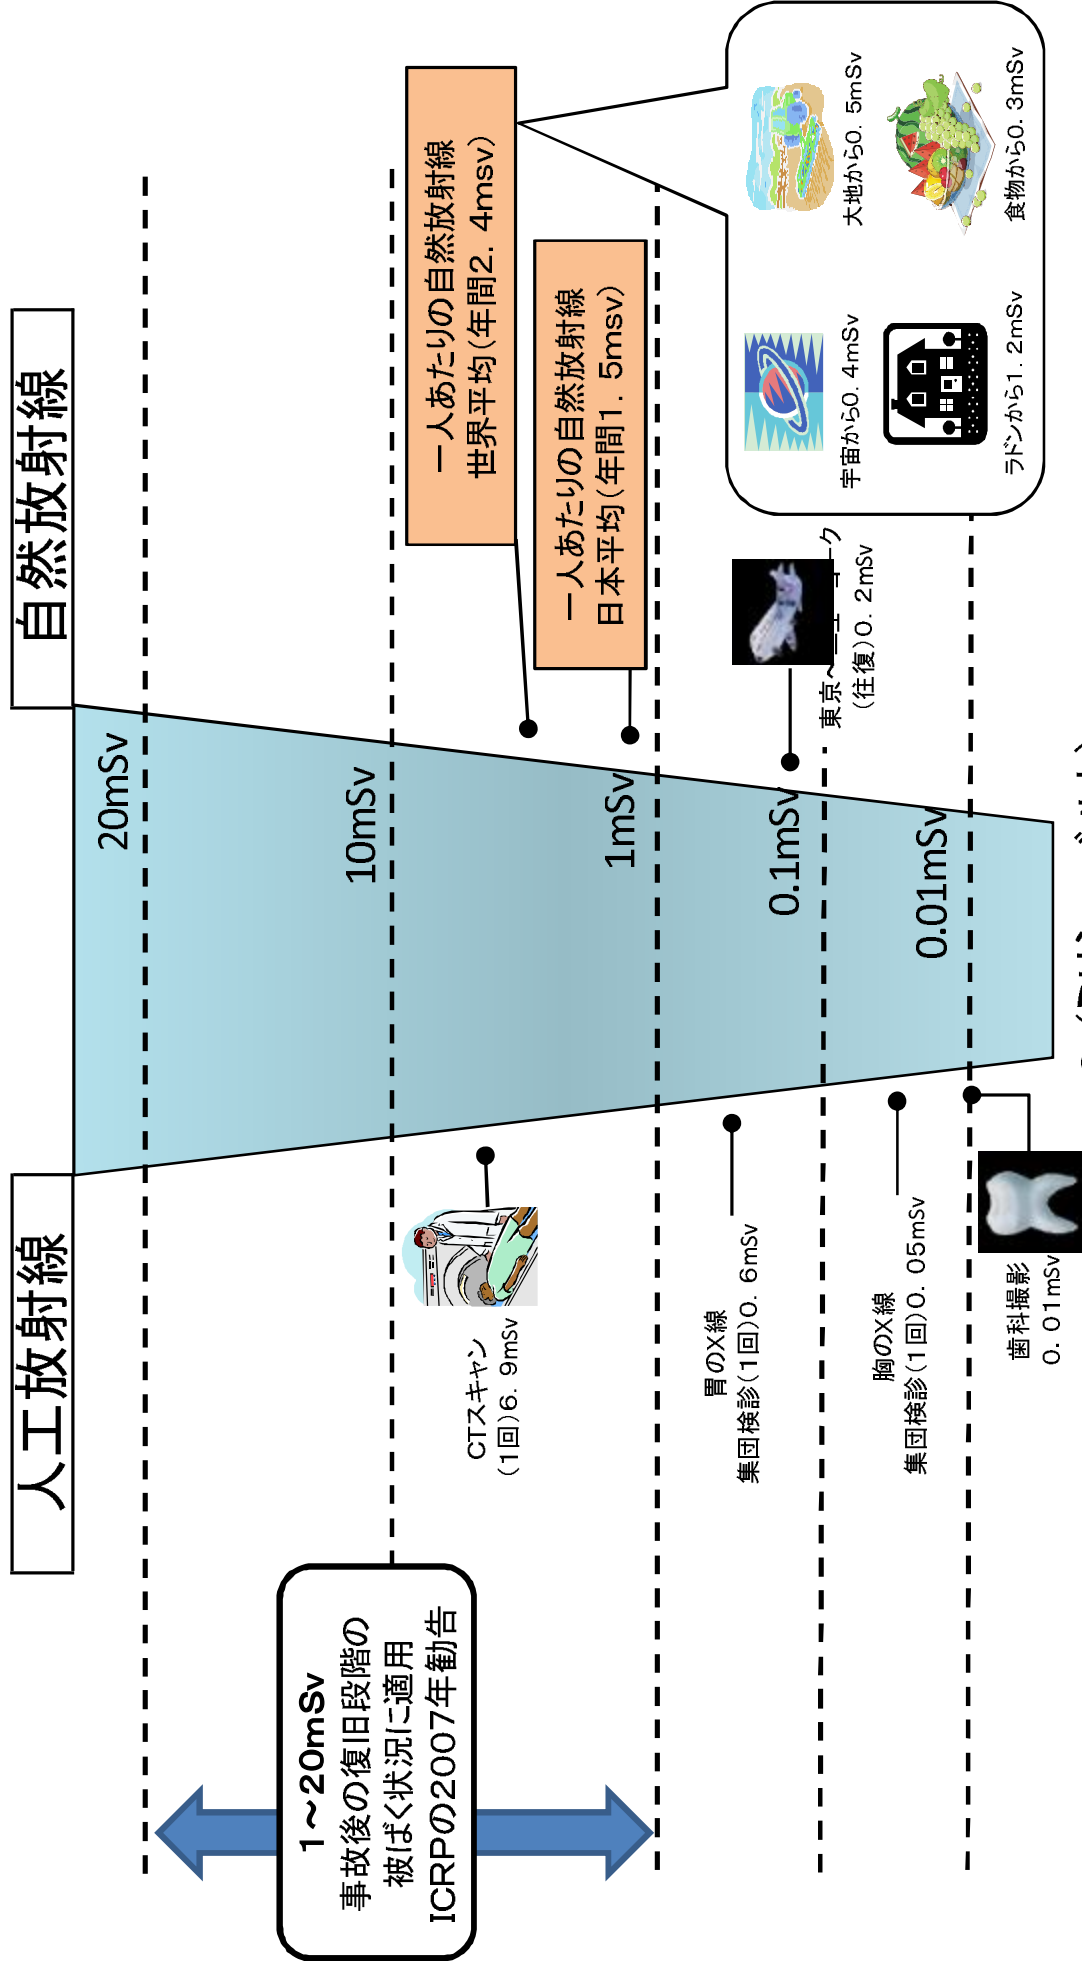 人工放射線
自然放射線
20mSv
10mSv
1mSv
0.1mSv
0.01mSv
1～20mSv
事故後の復旧段階の
被ばく状況に適用
ICRPの2007年勧告
CTスキャン
(1回)6.9mSv
胃のX線
集団検診(1回)0.6mSv
胸のX線
集団検診(1回)0.05mSv
歯科撮影
0.01mSv
一人あたりの自然放射線
世界平均(年間2.4msv)
一人あたりの自然放射線
日本平均(年間1.5msv)
東京～ニューヨーク
(往復)0.2mSv
宇宙から0.4mSv
大地から0.5mSv
ラドンから1.2mSv
食物から0.3mSv